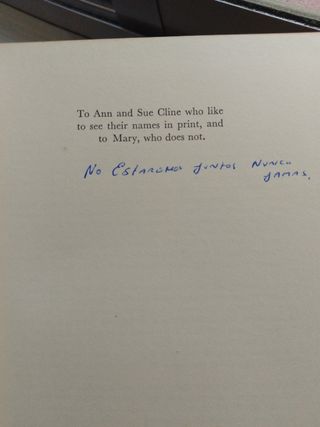 To Ann and Sue Cline who like
to see their names in print, and
to Mary, who does not.
No Estaremos juntos Nunca
Jamas.